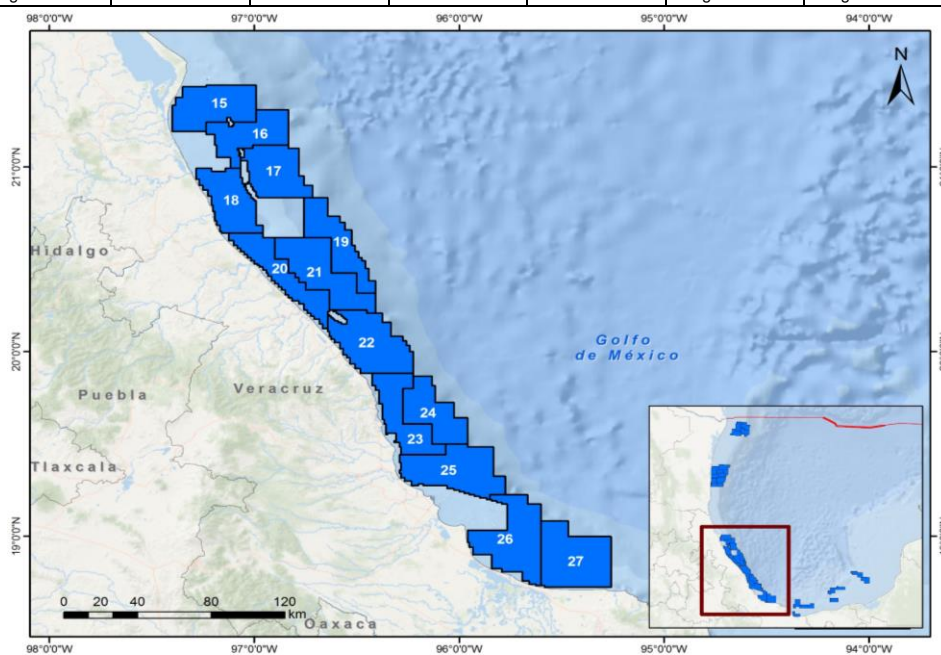 98°0'0"W
97°0'0"W
96°0'0"W
95°0'0"W
94°0'0"W
N
15
16
17
21°0'0"N
18
19
Hidalgo
20
21
22
Golfo
de México
20°0'0"N
Puebla
Veracruz
24
23
Tlaxcala
25
26
27
19°0'0"N
0 20 40 80 120
km
Oaxaca
98°0'0"W
97°0'0"W
96°0'0"W
95°0'0"W
94°0'0"W